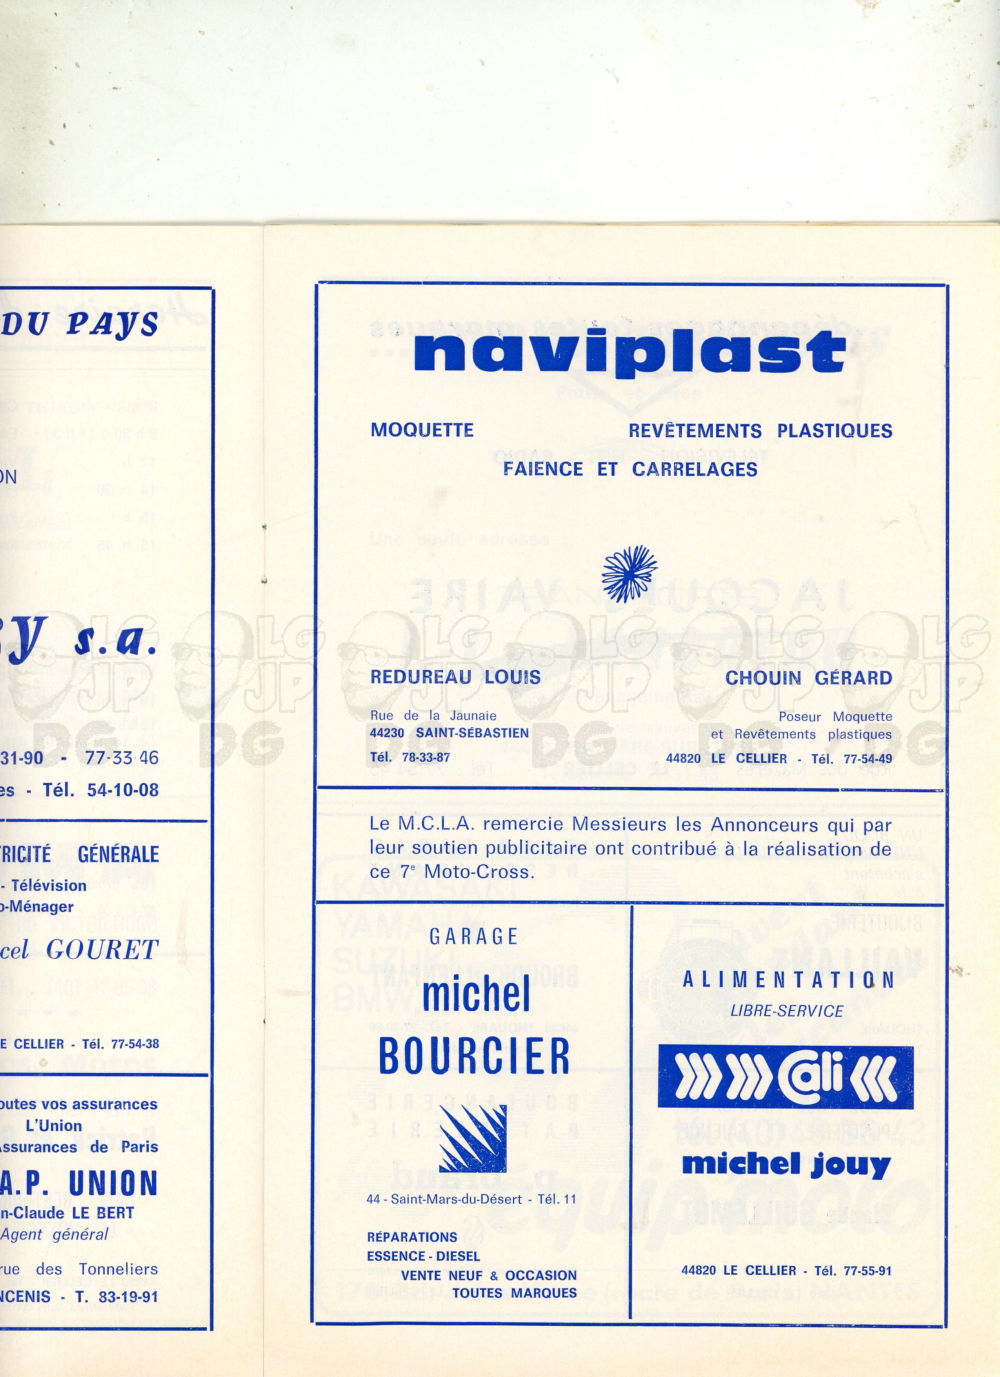 DU PAYS
ON
s.a.
31-90 - 77-33-46
es - Tél. 54-10-08
TRICITÉ GÉNÉRALE
- Télévision
o-Ménager
cel GOURET
E CELLIER - Tél. 77-54-38
outes vos assurances
L'Union
Assurances de Paris
A.P. UNION
n-Claude LE BERT
Agent général
rue des Tonneliers
NCENIS - T. 83-19-91
naviplast
MOQUETTE REVÊTEMENTS PLASTIQUES
FAIENCE ET CARRELAGES
REDUREAU LOUIS CHOUIN GÉRARD
Rue de la Jaunaie
44230 SAINT-SÉBASTIEN
Tél. 78-33-87
Poseur Moquette
et Revêtements plastiques
44820 LE CELLIER - Tél. 77-54-49
Le M.C.L.A. remercie Messieurs les Annonceurs qui par
leur soutien publicitaire ont contribué à la réalisation de
ce 7e Moto-Cross.
GARAGE
michel
BOURCIER
44 - Saint-Mars-du-Désert - Tél. 11
RÉPARATIONS
ESSENCE - DIESEL
VENTE NEUF & OCCASION
TOUTES MARQUES
ALIMENTATION
LIBRE-SERVICE
Cali
michel jouy
44820 LE CELLIER - Tél. 77-55-91
LG
JP
DG